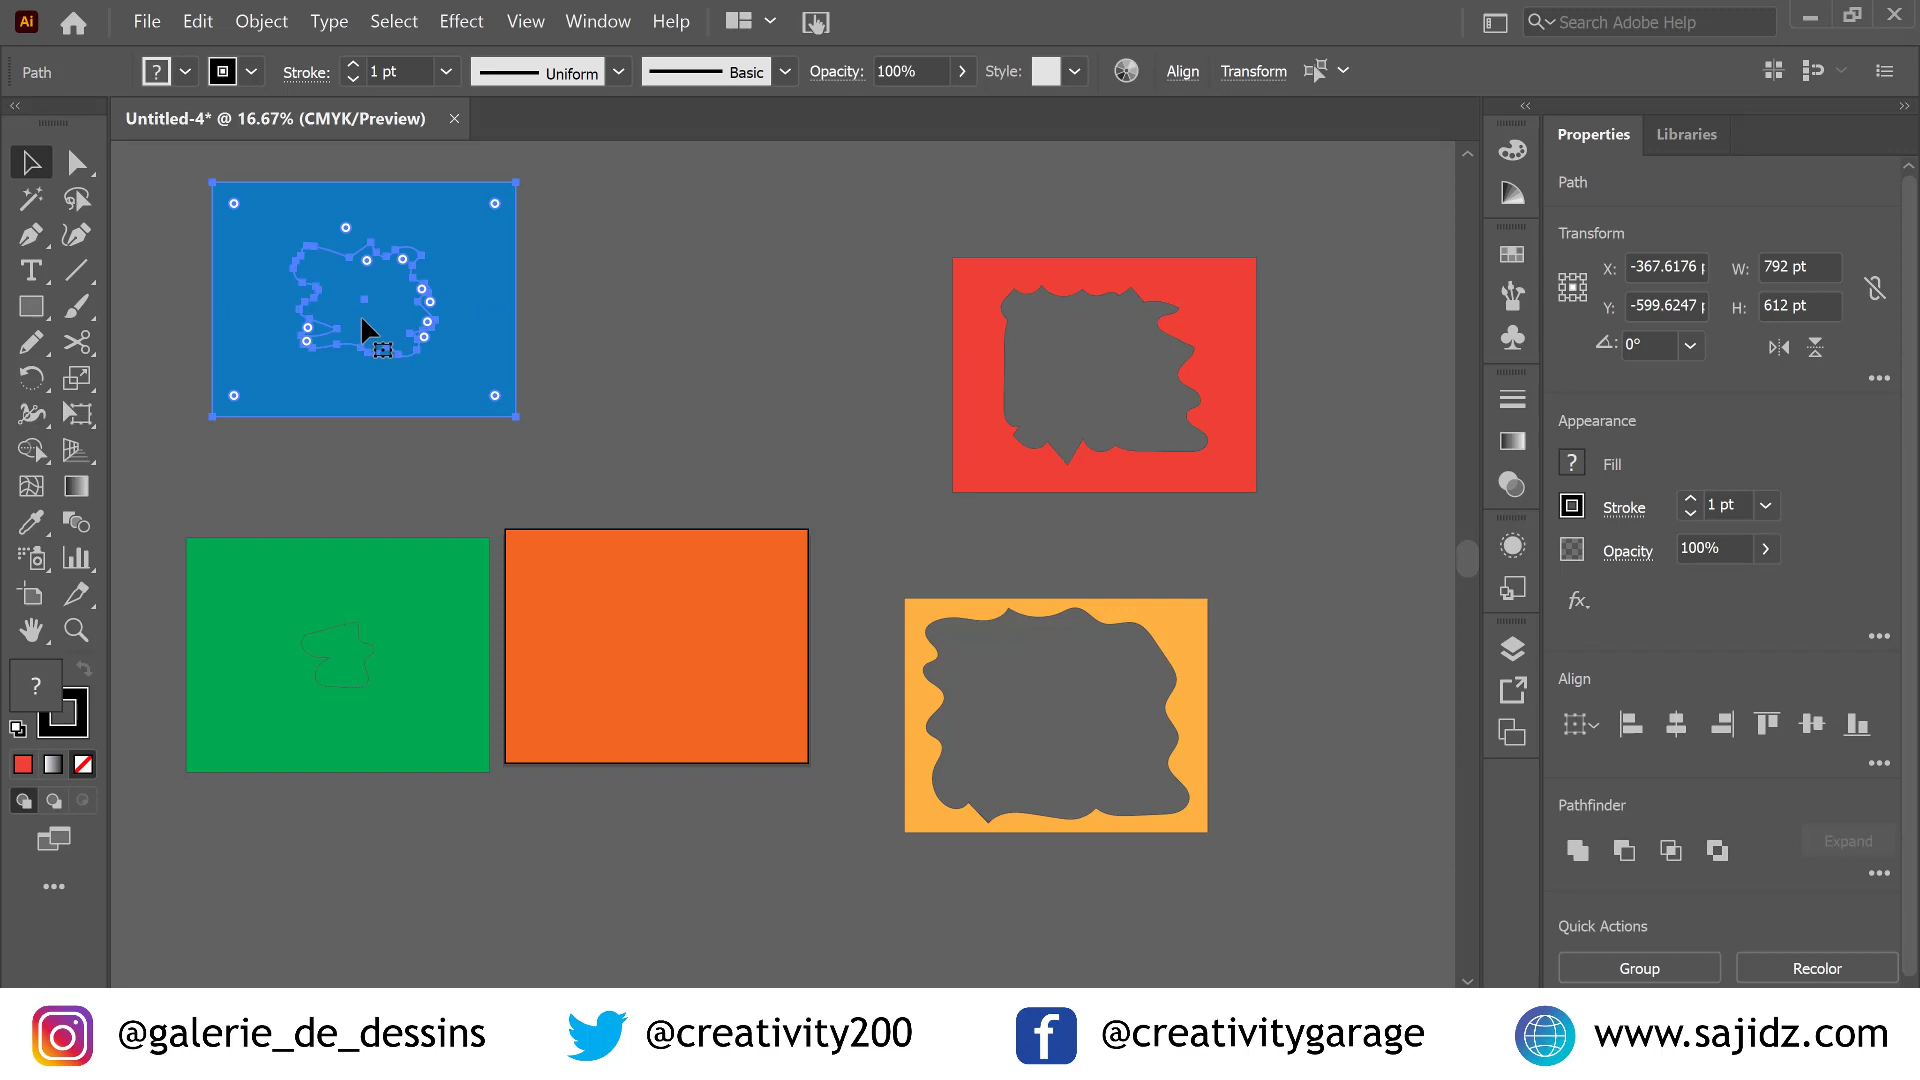 Ai File Edit Object Type Select Effect View Window Help Search Adobe Help
Path ? Stroke: 1 pt Uniform Basic Opacity: 100% Style: Align Transform
Untitled-4* @ 16.67% (CMYK/Preview) ×
Properties Libraries
Path
Transform
X: -367.6176 W: 792 pt
Y: -599.6247 H: 612 pt
0°
Appearance
? Fill
Stroke 1 pt
Opacity 100%
fx
Align
Pathfinder
Expand
Quick Actions
Group Recolor
T
?
@galerie_de_dessins @creativity200 @creativitygarage www.sajidz.com